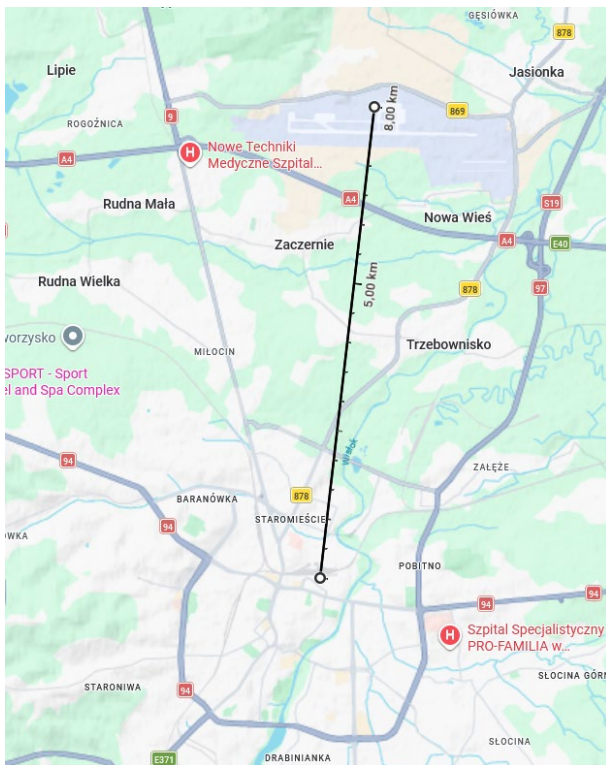 GĘSIÓWKA
878
Lipie
Jasionka
8,00 km
869
ROGOŹNICA
9
Nowe Techniki
Medyczne Szpital...
A4
A4
S19
Rudna Mała
Nowa Wieś
Zaczernie
A4
E40
5,00 km
Rudna Wielka
878
97
worzysko
Trzebownisko
MIŁOCIN
SPORT - Sport
el and Spa Complex
Wisłok
94
ZAŁĘŻE
BARANÓWKA
878
STAROMIEŚCIE
94
ÓWKA
POBITNO
94
94
Szpital Specjalistyczny
PRO-FAMILIA w...
STARONIWA
94
SŁOCINA GÓRN
SŁOCINA
E371
DRABINIANKA